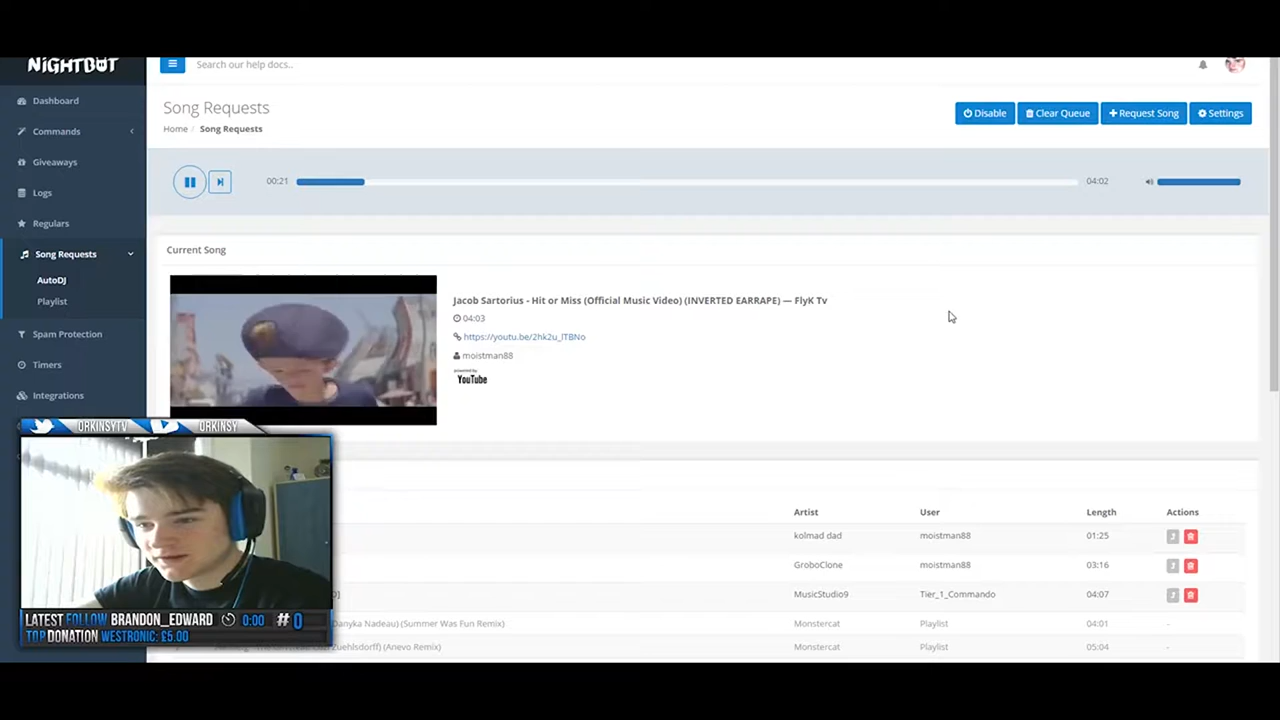 NIGHTBOT
Search our help docs..
Dashboard
Commands
Giveaways
Logs
Regulars
Song Requests
AutoDJ
Playlist
Spam Protection
Timers
Integrations
Song Requests
Home / Song Requests
Disable
Clear Queue
Request Song
Settings
00:21
04:02
Current Song
Jacob Sartorius - Hit or Miss (Official Music Video) (INVERTED EARRAPE) — FlyK Tv
04:03
https://youtu.be/2hk2u_lTBNo
moistman88
powered by
YouTube
Artist User Length Actions
kolmad dad moistman88 01:25
GroboClone moistman88 03:16
MusicStudio9 Tier_1_Commando 04:07
Danyka Nadeau) (Summer Was Fun Remix) Monstercat Playlist 04:01 -
Zuehlsdorff) (Anevo Remix) Monstercat Playlist 05:04 -
ORKINSYTV ORKINSY
LATEST FOLLOW BRANDON_EDWARD 0:00 # 0
TOP DONATION WESTRONIC: £5.00